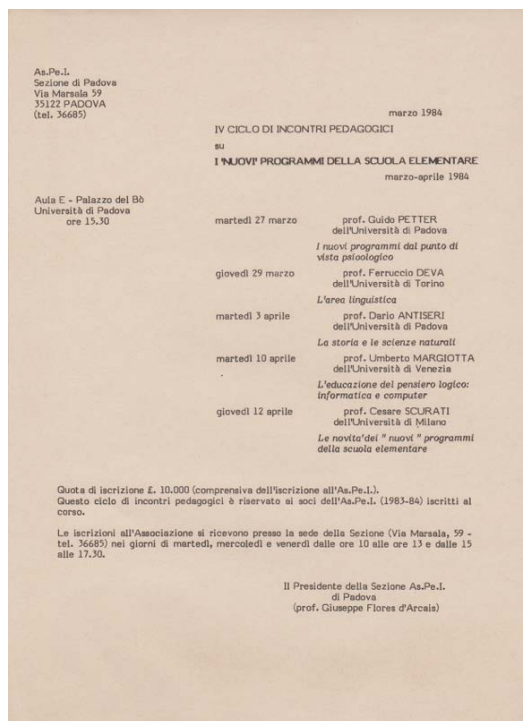 As.Pe.I.
Sezione di Padova
Via Marsala 59
35122 PADOVA
(tel. 36685)
marzo 1984
IV CICLO DI INCONTRI PEDAGOGICI
su
I 'NUOVI' PROGRAMMI DELLA SCUOLA ELEMENTARE
marzo-aprile 1984
Aula E - Palazzo del Bò
Università di Padova
ore 15.30
martedì 27 marzo prof. Guido PETTER
dell'Università di Padova
I nuovi programmi dal punto di
vista psicologico
giovedì 29 marzo prof. Ferruccio DEVA
dell'Università di Torino
L'area linguistica
martedì 3 aprile prof. Dario ANTISERI
dell'Università di Padova
La storia e le scienze naturali
martedì 10 aprile prof. Umberto MARGIOTTA
dell'Università di Venezia
L'educazione del pensiero logico:
informatica e computer
giovedì 12 aprile prof. Cesare SCURATI
dell'Università di Milano
Le novita'dei " nuovi " programmi
della scuola elementare
Quota di iscrizione £. 10.000 (comprensiva dell'iscrizione all'As.Pe.I.).
Questo ciclo di incontri pedagogici è riservato ai soci dell'As.Pe.I. (1983-84) iscritti al
corso.
Le iscrizioni all'Associazione si ricevono presso la sede della Sezione (Via Marsala, 59 -
tel. 36685) nei giorni di martedì, mercoledì e venerdì dalle ore 10 alle ore 13 e dalle 15
alle 17.30.
Il Presidente della Sezione As.Pe.I.
di Padova
(prof. Giuseppe Flores d'Arcais)